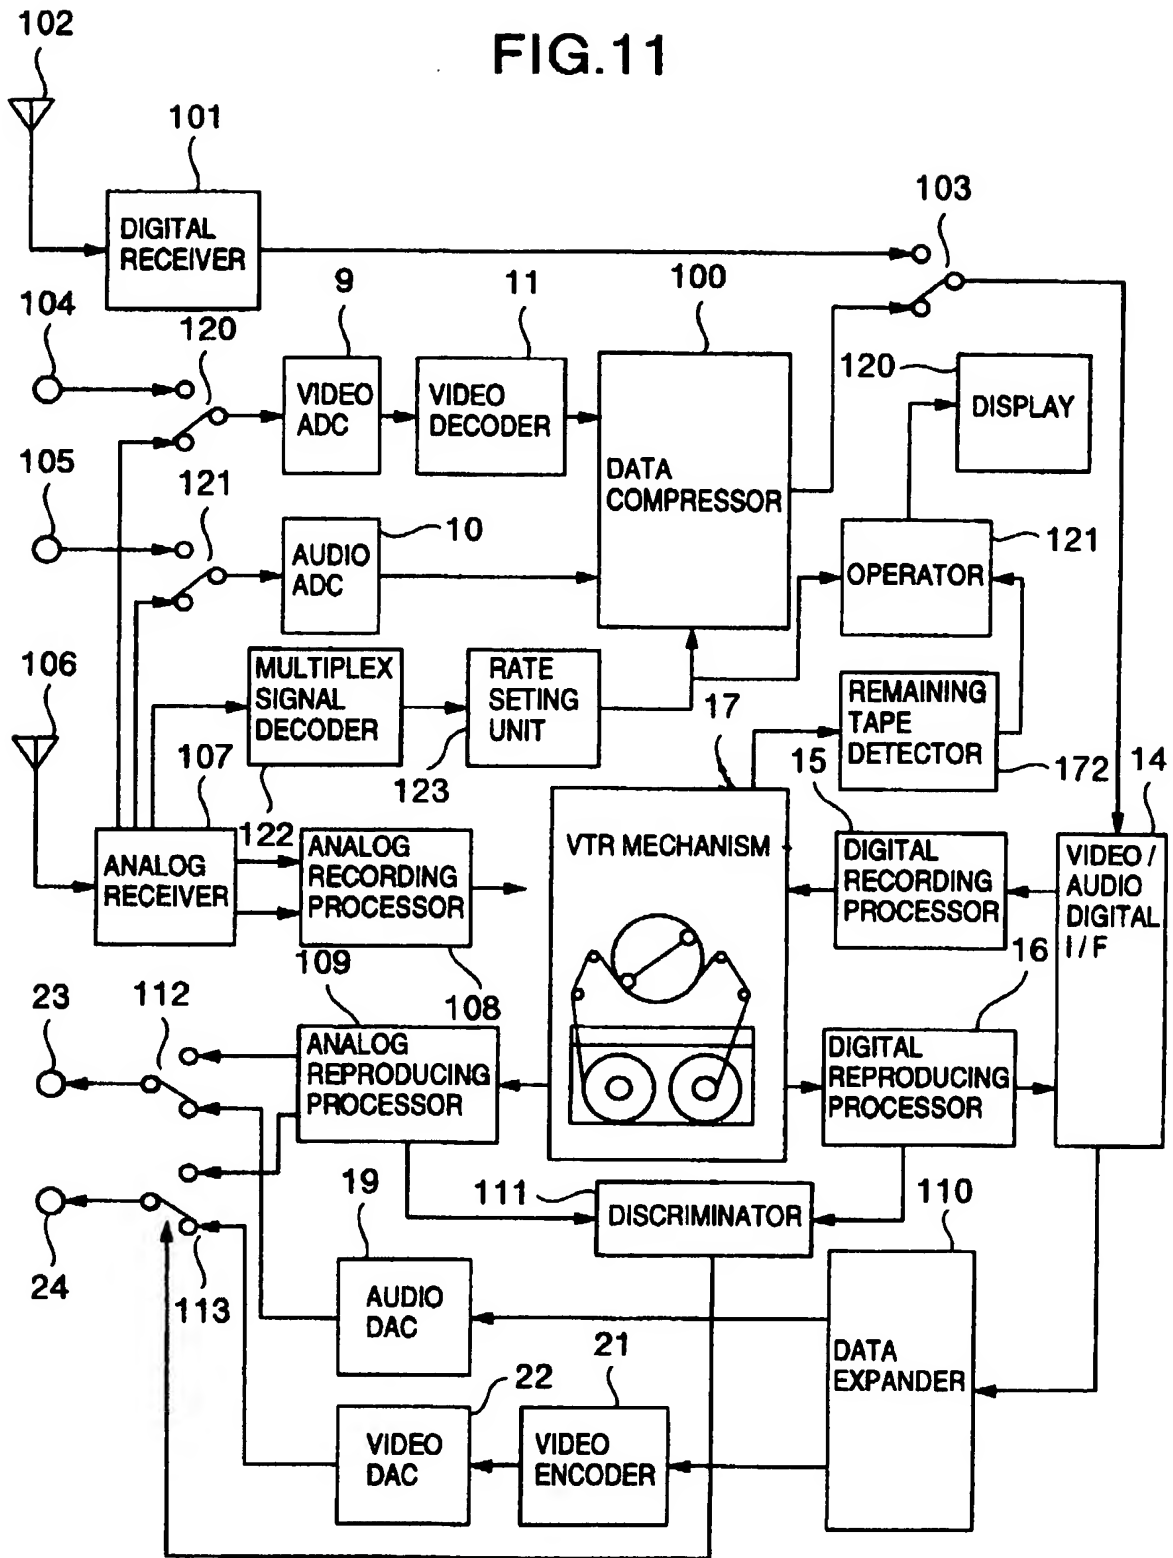 FIG.11
102
101
DIGITAL
RECEIVER
103
104
120
9
11
100
VIDEO
ADC
VIDEO
DECODER
DATA
COMPRESSOR
120
DISPLAY
105
121
10
AUDIO
ADC
121
OPERATOR
106
MULTIPLEX
SIGNAL
DECODER
RATE
SETING
UNIT
17
REMAINING
TAPE
DETECTOR
107
122
123
15
172
14
ANALOG
RECEIVER
ANALOG
RECORDING
PROCESSOR
VTR MECHANISM
DIGITAL
RECORDING
PROCESSOR
VIDEO /
AUDIO
DIGITAL
I/F
109
108
16
23
112
ANALOG
REPRODUCING
PROCESSOR
DIGITAL
REPRODUCING
PROCESSOR
24
113
19
111
DISCRIMINATOR
110
AUDIO
DAC
DATA
EXPANDER
22
21
VIDEO
DAC
VIDEO
ENCODER